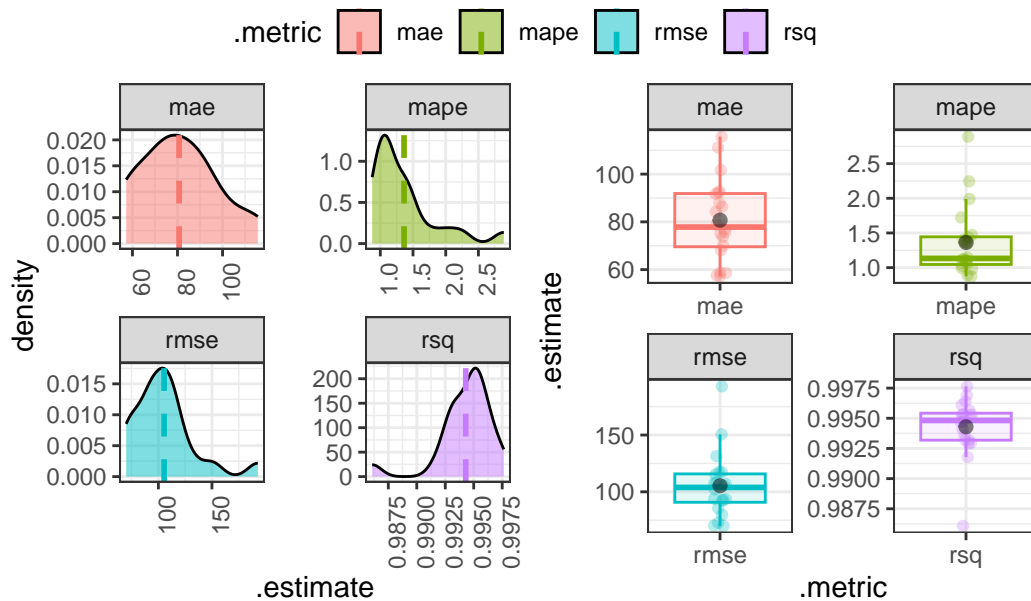 .metric mae mape rmse rsq
mae mape
0.020
0.015
0.010
0.005
0.000
60 80 100
1.0
0.5
0.0
1.0 1.5 2.0 2.5
rmse rsq
0.015
0.010
0.005
0.000
100 150
200
150
100
50
0
0.9875 0.9900 0.9925 0.9950 0.9975
density
.estimate
mae mape
100
80
60
mae
2.5
2.0
1.5
1.0
mape
rmse rsq
150
100
rmse
0.9975
0.9950
0.9925
0.9900
0.9875
rsq
.estimate
.metric